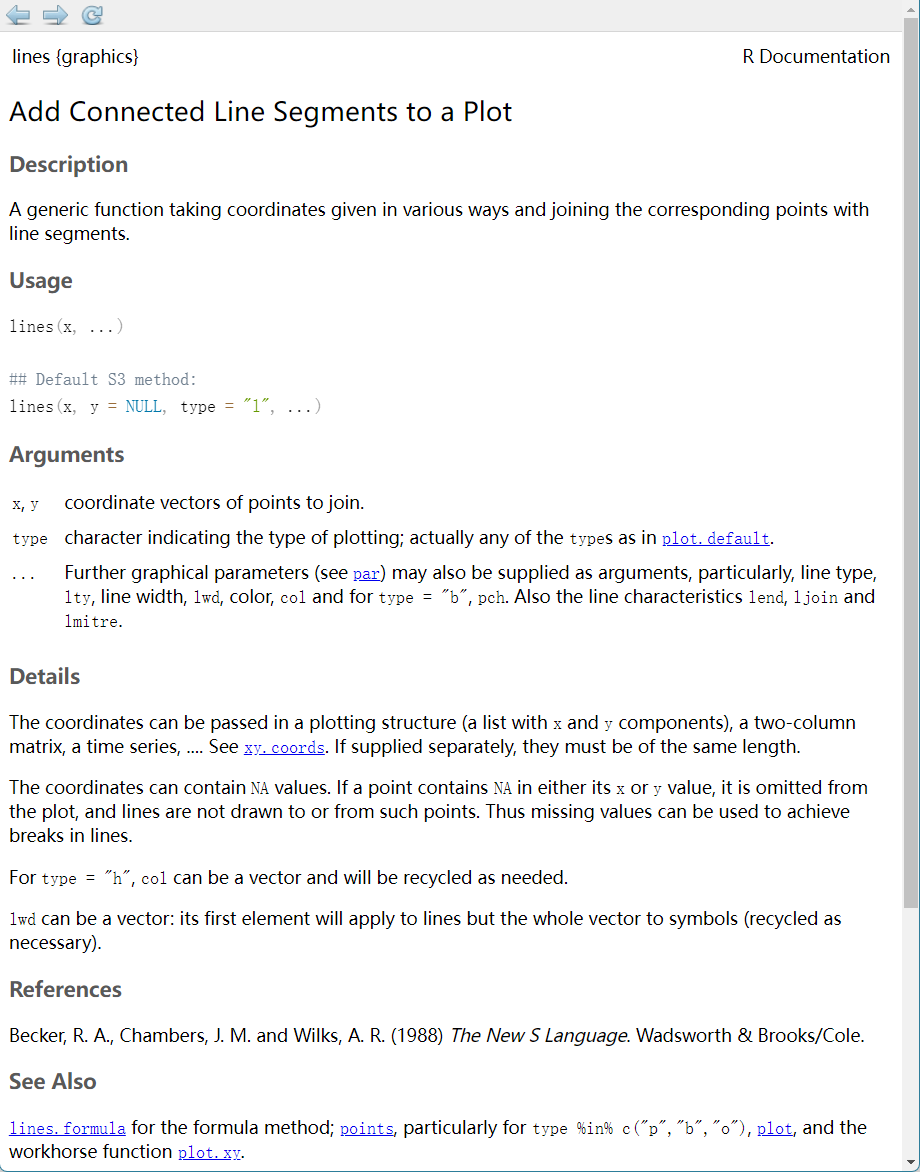 lines {graphics}
R Documentation
Add Connected Line Segments to a Plot
Description
A generic function taking coordinates given in various ways and joining the corresponding points with
line segments.
Usage
lines(x, ...)
## Default S3 method:
lines(x, y = NULL, type = "l", ...)
Arguments
x, y coordinate vectors of points to join.
type character indicating the type of plotting; actually any of the types as in plot.default.
... Further graphical parameters (see par) may also be supplied as arguments, particularly, line type,
lty, line width, lwd, color, col and for type = "b", pch. Also the line characteristics lend, ljoin and
lmitre.
Details
The coordinates can be passed in a plotting structure (a list with x and y components), a two-column
matrix, a time series, .... See xy.coords. If supplied separately, they must be of the same length.
The coordinates can contain NA values. If a point contains NA in either its x or y value, it is omitted from
the plot, and lines are not drawn to or from such points. Thus missing values can be used to achieve
breaks in lines.
For type = "h", col can be a vector and will be recycled as needed.
lwd can be a vector: its first element will apply to lines but the whole vector to symbols (recycled as
necessary).
References
Becker, R. A., Chambers, J. M. and Wilks, A. R. (1988) The New S Language. Wadsworth & Brooks/Cole.
See Also
lines.formula for the formula method; points, particularly for type %in% c("p","b","o"), plot, and the
workhorse function plot.xy.